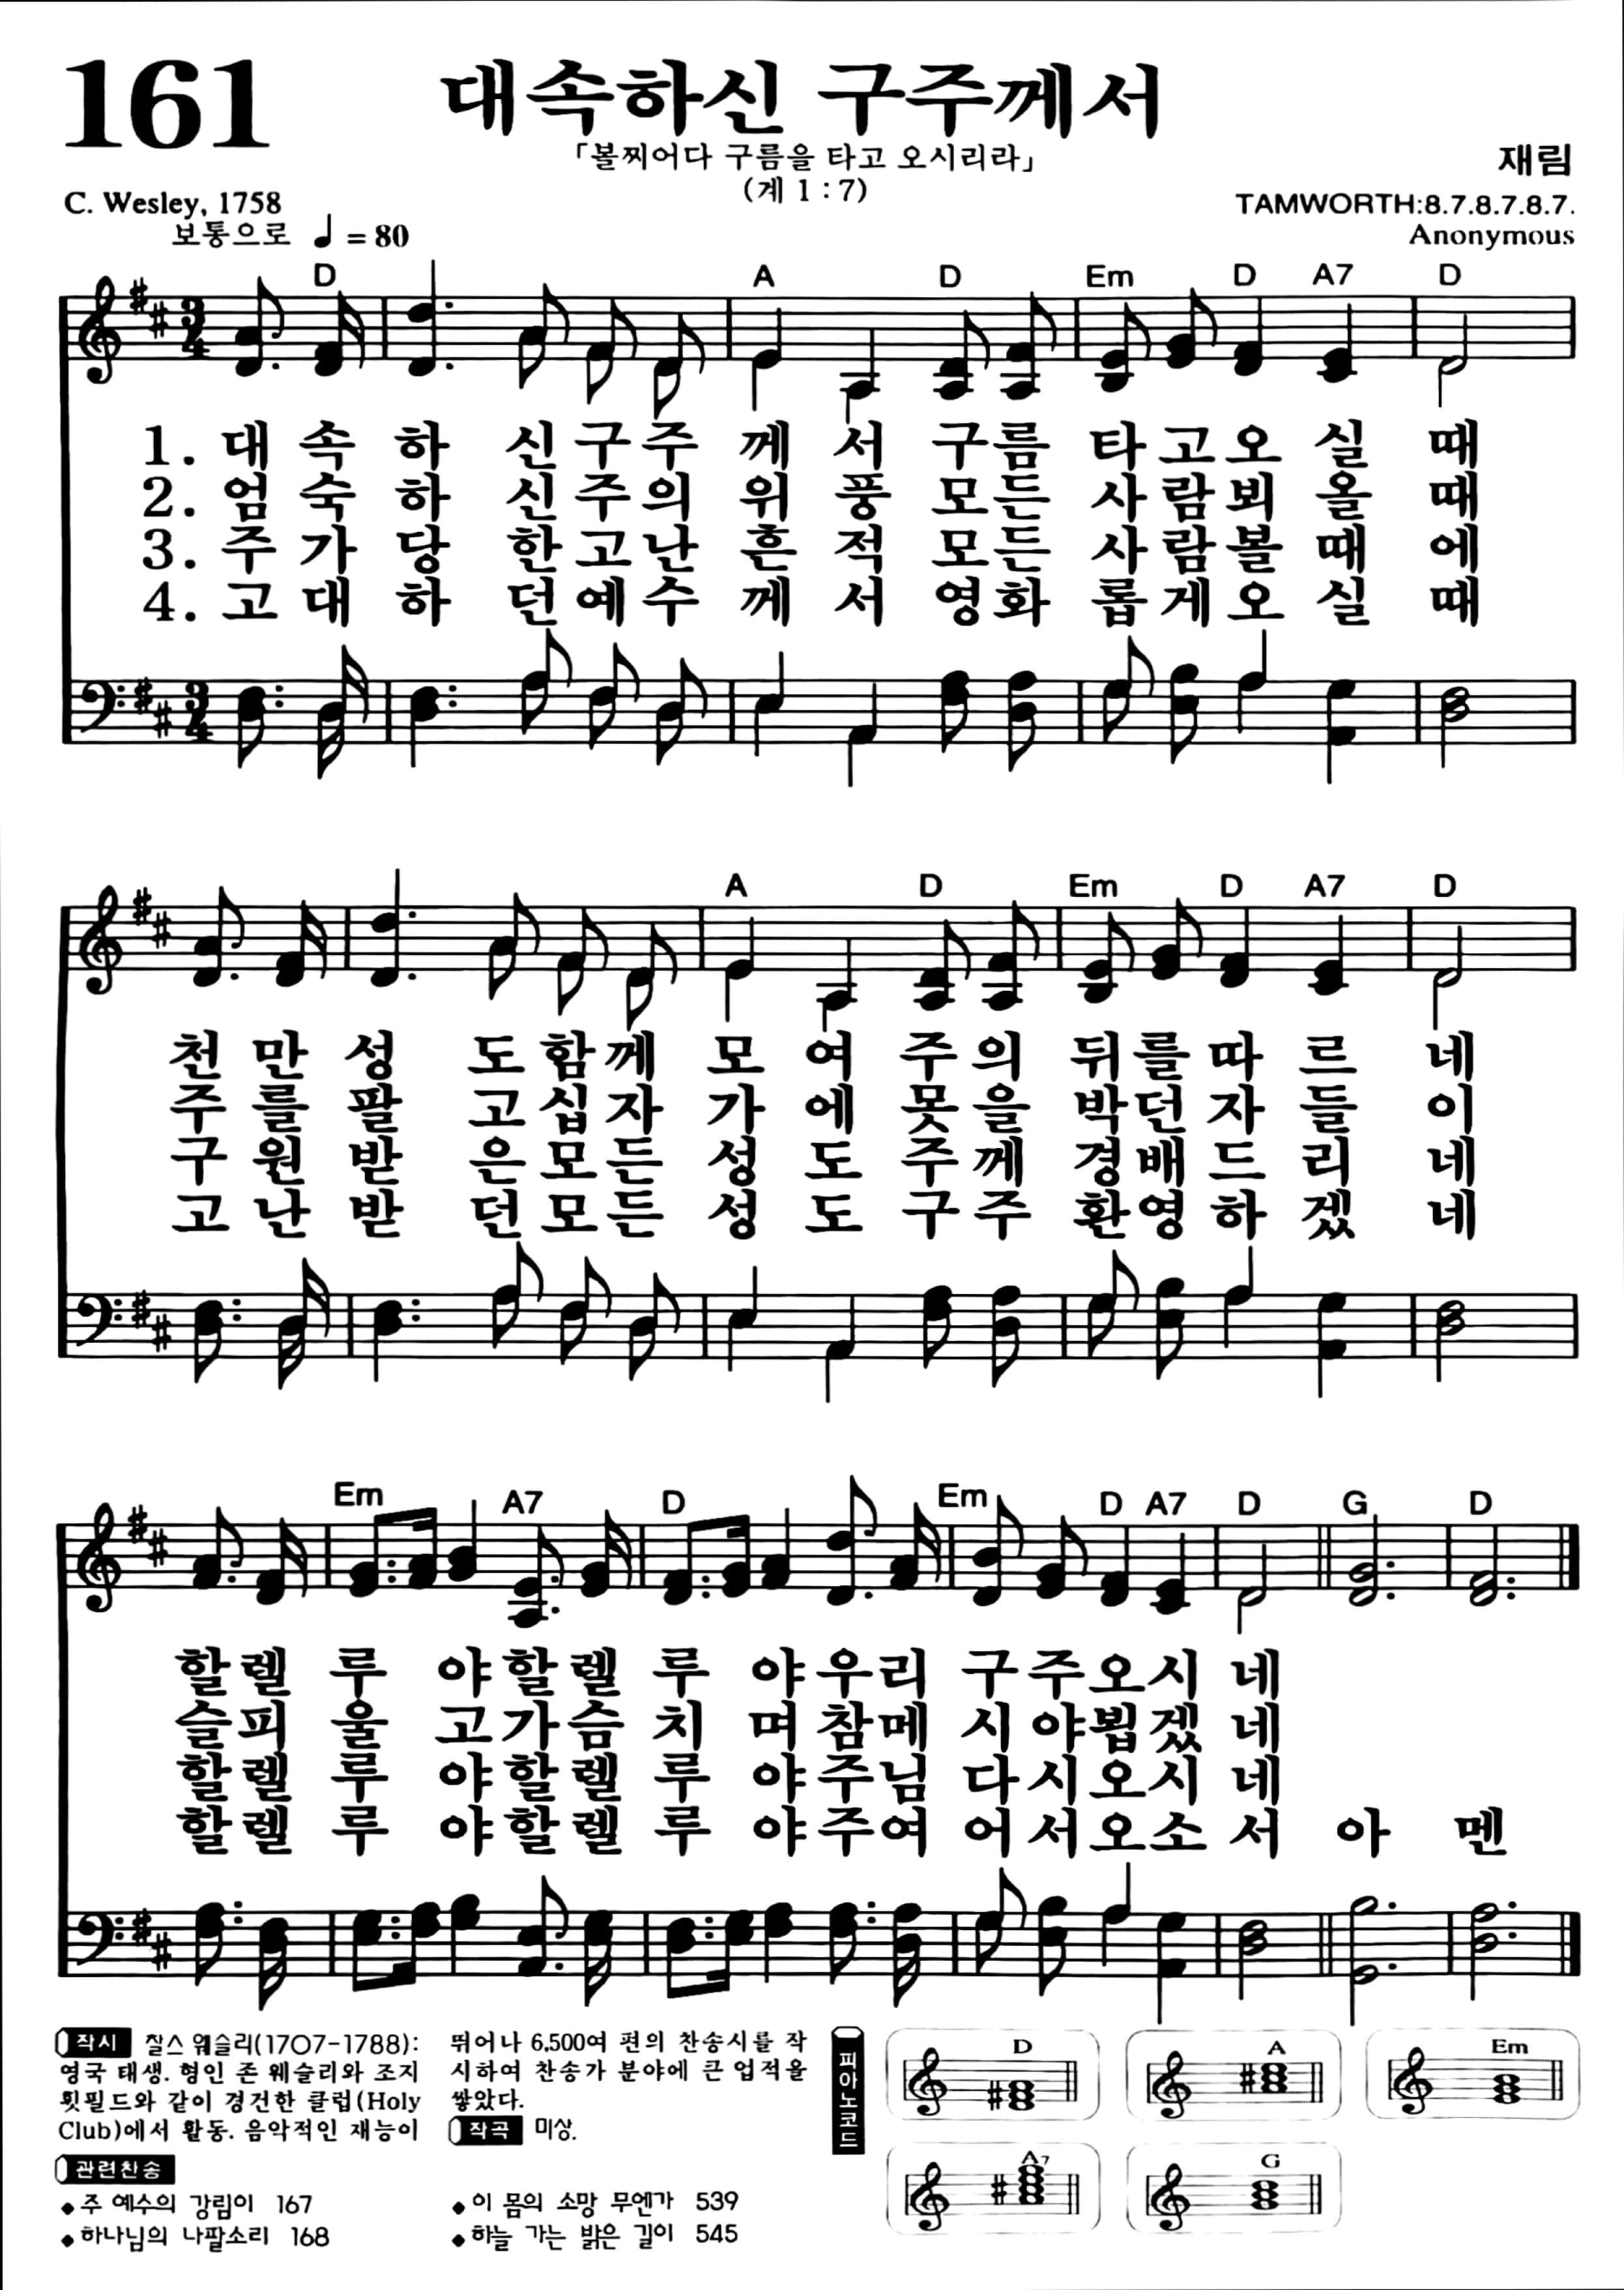 161
대속하신 구주께서
「볼찌어다 구름을 타고 오시리라」
(계 1 : 7)
재림
C. Wesley, 1758
TAMWORTH:8.7.8.7.8.7.
보통으로 ♩ = 80
Anonymous
D A D Em D A7 D
1. 대 속 하 신 구 주 께 서 구 름 타 고 오 실 때
2. 엄 숙 하 신 주 의 위 풍 모 든 사 람 뵈 올 때
3. 주 가 당 한 고 난 흔 적 모 든 사 람 볼 때 에
4. 고 대 하 던 예 수 께 서 영 화 롭 게 오 실 때
A D Em D A7 D
천 만 성 도 함 께 모 여 주 의 뒤 를 따 르 네
주 를 팔 고 십 자 가 에 못 을 박 던 자 들 이
구 원 받 은 모 든 성 도 주 께 경 배 드 리 네
고 난 받 던 모 든 성 도 구 주 환 영 하 겠 네
Em A7 D Em D A7 D G D
할 렐 루 야 할 렐 루 야 우 리 구 주 오 시 네
슬 피 울 고 가 슴 치 며 참 메 시 야 뵙 겠 네
할 렐 루 야 할 렐 루 야 주 님 다 시 오 시 네
할 렐 루 야 할 렐 루 야 주 여 어 서 오 소 서 아 멘
작시 찰스 웨슬리(1707-1788):
영국 태생. 형인 존 웨슬리와 조지
휫필드와 같이 경건한 클럽(Holy
Club)에서 활동. 음악적인 재능이
뛰어나 6,500여 편의 찬송시를 작
시하여 찬송가 분야에 큰 업적을
쌓았다.
작곡 미상.
관련찬송
◆주 예수의 강림이 167
◆하나님의 나팔소리 168
◆이 몸의 소망 무엔가 539
◆하늘 가는 밝은 길이 545
피아노코드
D A Em
A7 G